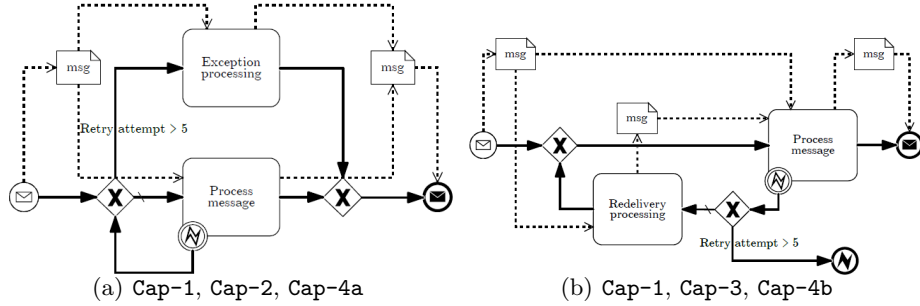 msg
Exception
processing
msg
Retry attempt > 5
Process
message
X
X
(a) Cap-1, Cap-2, Cap-4a
msg
msg
msg
Process
message
X
Redelivery
processing
X
Retry attempt > 5
(b) Cap-1, Cap-3, Cap-4b